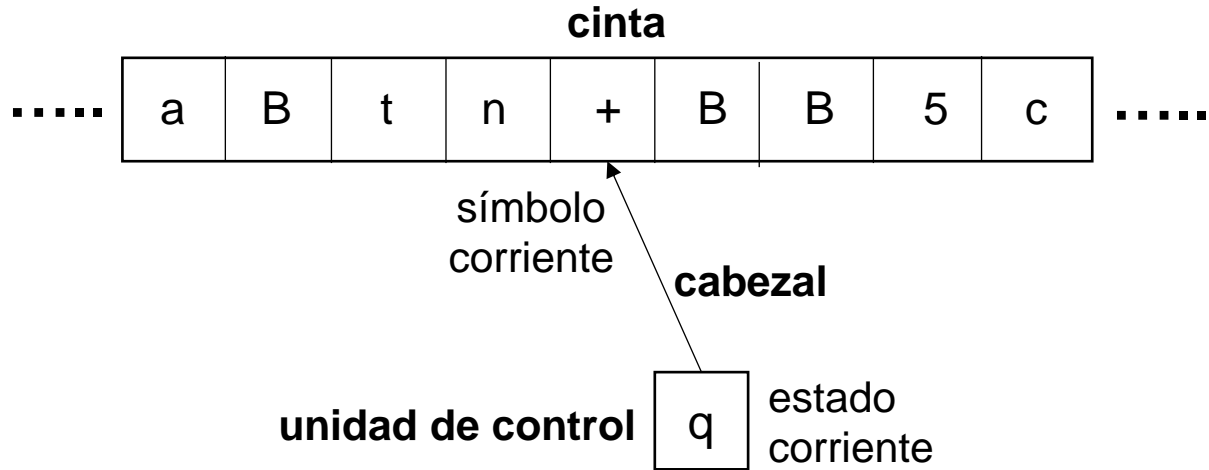 cinta
a B t n + B B 5 c
símbolo
corriente
cabezal
unidad de control q estado
corriente